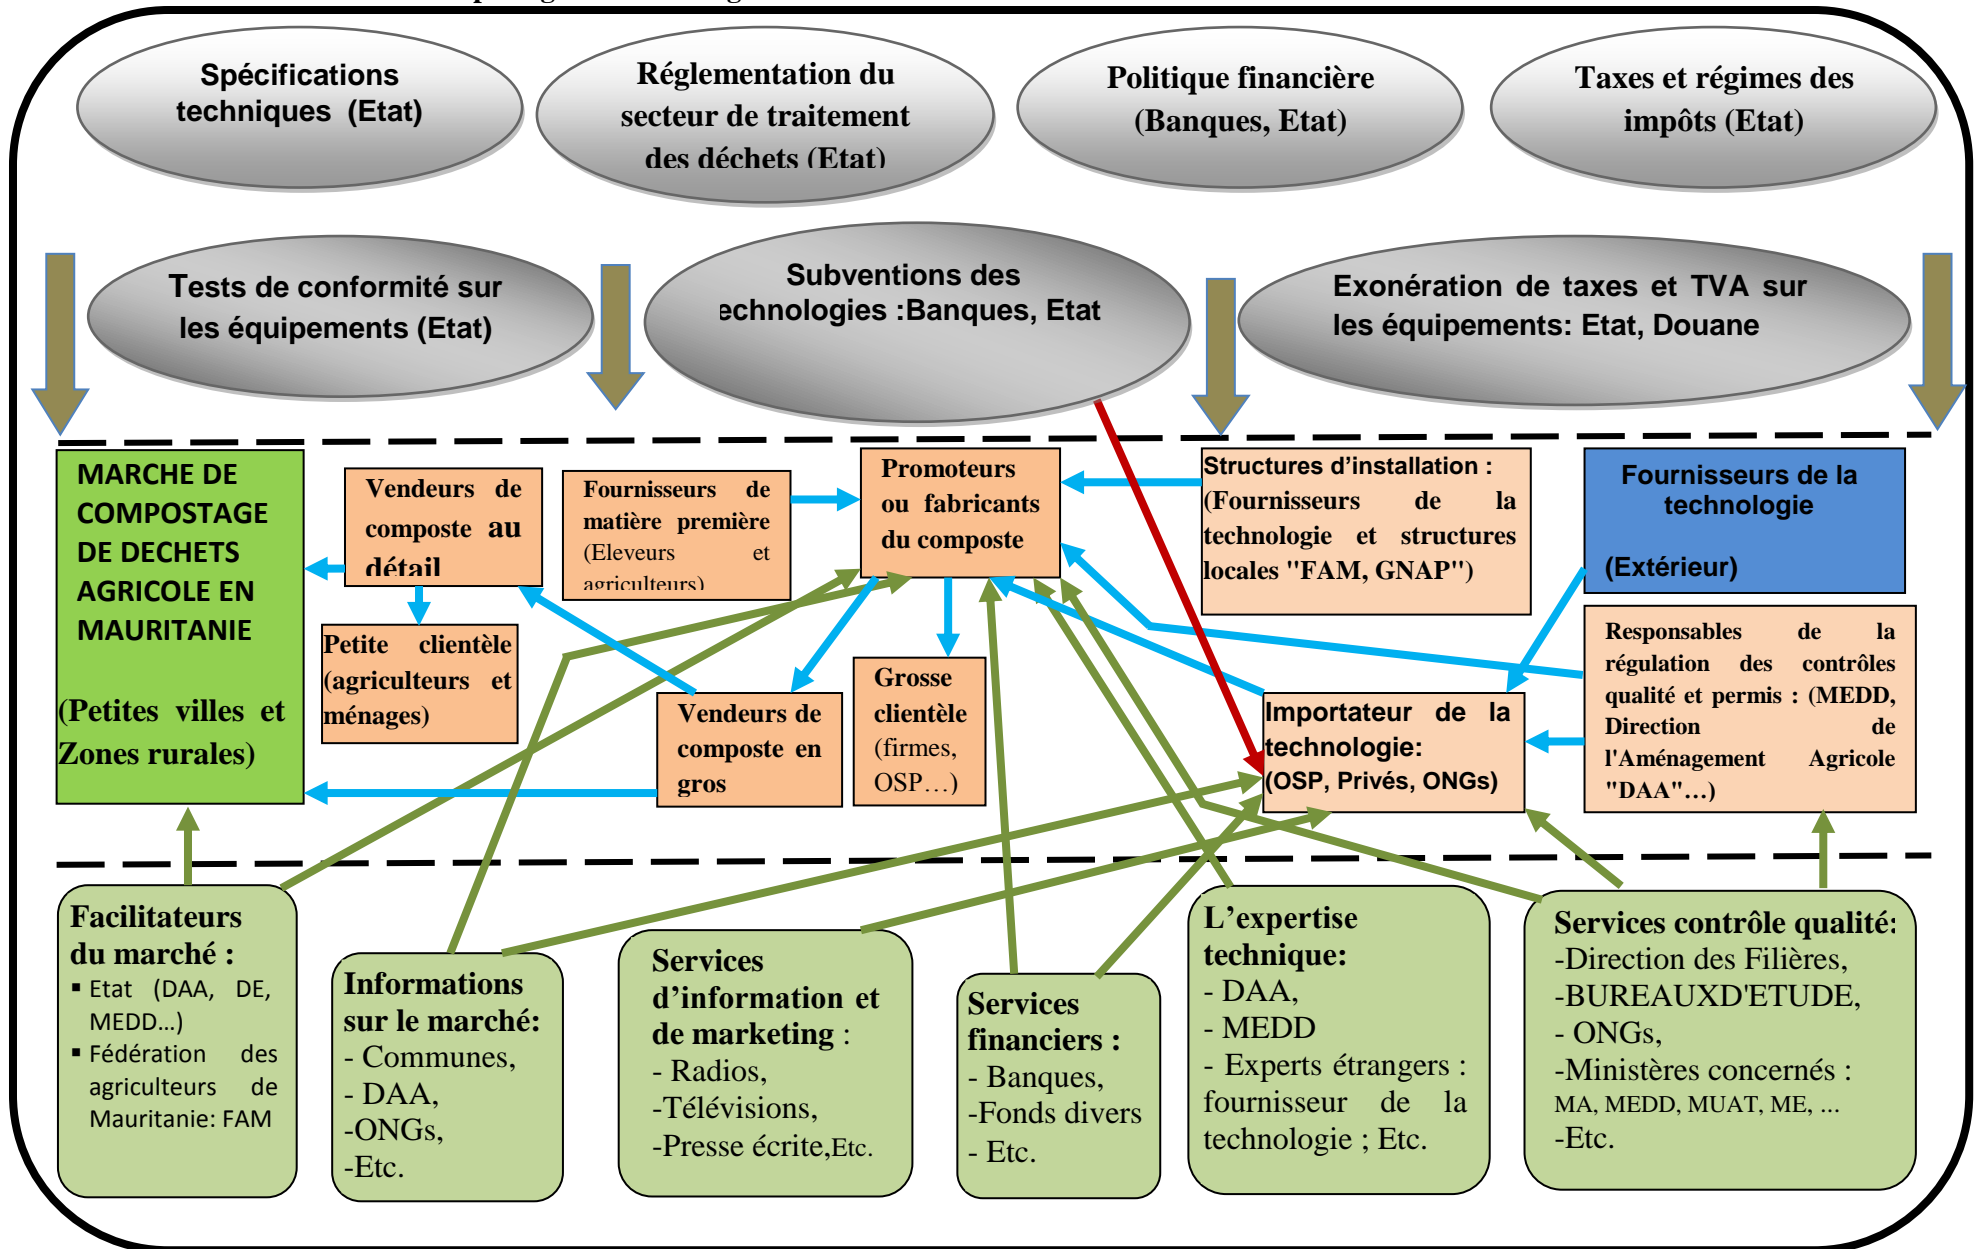 Spécifications
techniques (Etat)
Réglementation du
secteur de traitement
des déchets (Etat)
Politique financière
(Banques, Etat)
Taxes et régimes des
impôts (Etat)
Tests de conformité sur
les équipements (Etat)
Subventions des
echnologies :Banques, Etat
Exonération de taxes et TVA sur
les équipements: Etat, Douane
MARCHE DE
COMPOSTAGE
DE DECHETS
AGRICOLE EN
MAURITANIE
(Petites villes et
Zones rurales)
Vendeurs de
composte au
détail
Fournisseurs de
matière première
(Eleveurs et
agriculteurs)
Promoteurs
ou fabricants
du composte
Structures d’installation :
(Fournisseurs de la
technologie et structures
locales "FAM, GNAP")
Fournisseurs de la
technologie
(Extérieur)
Petite clientèle
(agriculteurs et
ménages)
Vendeurs de
composte en
gros
Grosse
clientèle
(firmes,
OSP…)
Importateur de la
technologie:
(OSP, Privés, ONGs)
Responsables de la
régulation des contrôles
qualité et permis : (MEDD,
Direction de
l'Aménagement Agricole
"DAA"…)
Facilitateurs
du marché :
▪ Etat (DAA, DE,
MEDD…)
▪ Fédération des
agriculteurs de
Mauritanie: FAM
Informations
sur le marché:
- Communes,
- DAA,
-ONGs,
-Etc.
Services
d’information et
de marketing :
- Radios,
-Télévisions,
-Presse écrite,Etc.
Services
financiers :
- Banques,
-Fonds divers
- Etc.
L’expertise
technique:
- DAA,
- MEDD
- Experts étrangers :
fournisseur de la
technologie ; Etc.
Services contrôle qualité:
-Direction des Filières,
-BUREAUXD'ETUDE,
- ONGs,
-Ministères concernés :
MA, MEDD, MUAT, ME, ...
-Etc.